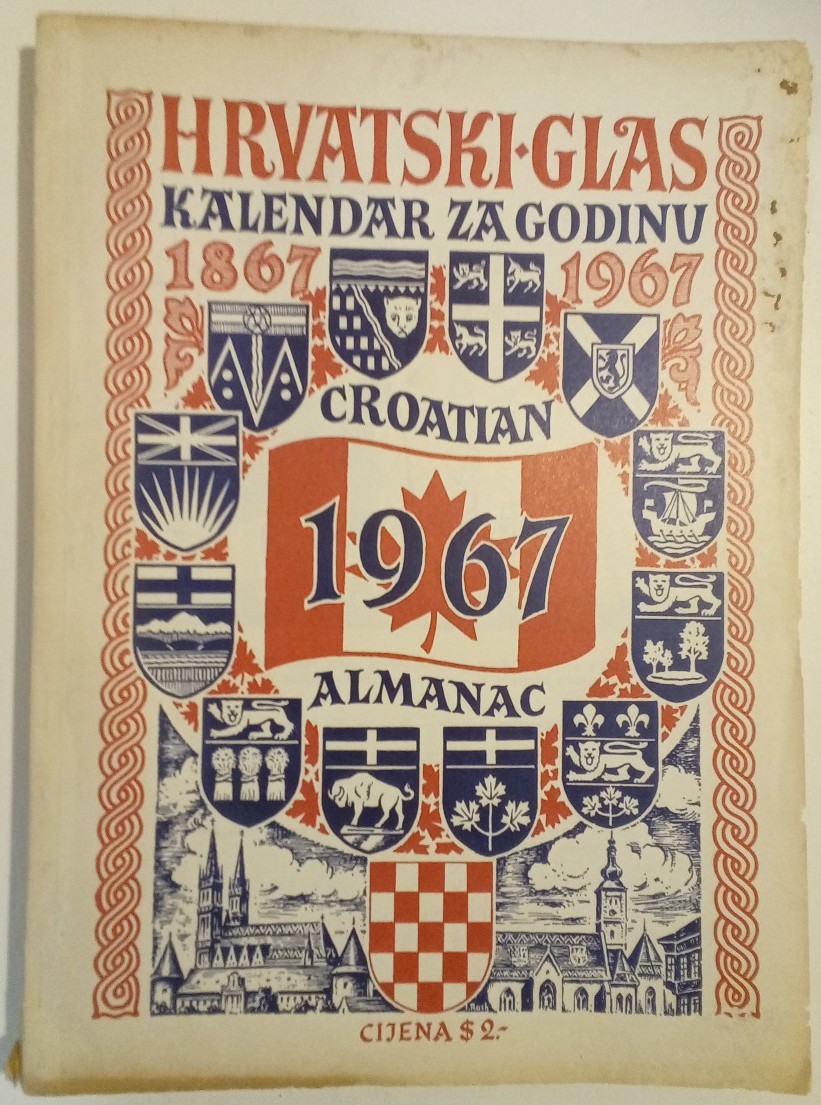 HRVATSKI·GLAS
KALENDAR ZA GODINU
1867 1967
CROATIAN
1967
ALMANAC
CIJENA $ 2.-